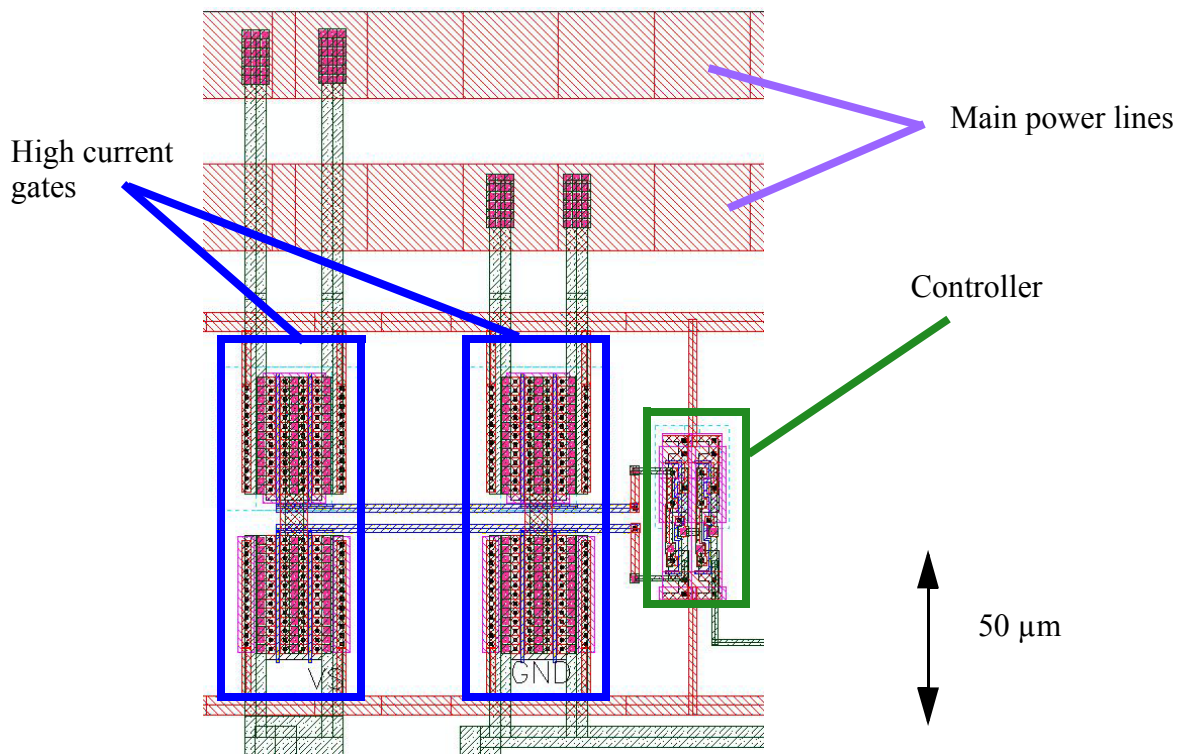 Main power lines
High current
gates
Controller
50 µm
VS
GND